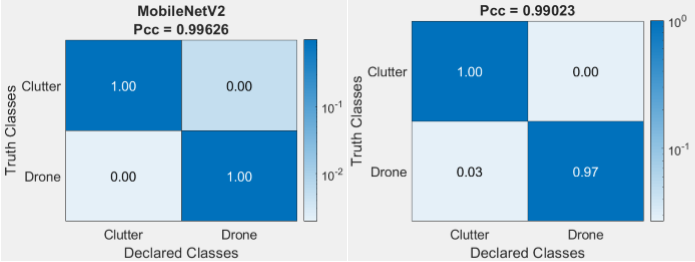 MobileNetV2
Pcc = 0.99626
Truth Classes
Clutter
1.00
0.00
Drone
0.00
1.00
Clutter
Drone
Declared Classes
10-1
10-2
Pcc = 0.99023
Truth Classes
Clutter
1.00
0.00
Drone
0.03
0.97
Clutter
Drone
Declared Classes
10^0
10^-1